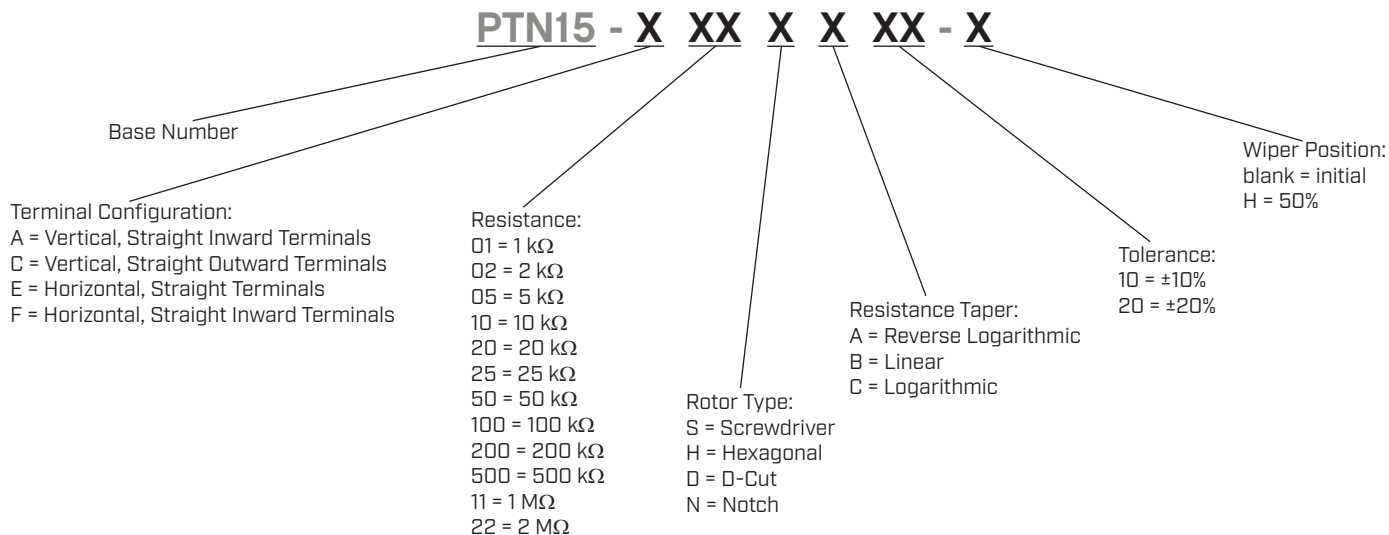 PTN15 - X XX X X XX - X
Base Number
Terminal Configuration:
A = Vertical, Straight Inward Terminals
C = Vertical, Straight Outward Terminals
E = Horizontal, Straight Terminals
F = Horizontal, Straight Inward Terminals
Resistance:
01 = 1 kΩ
02 = 2 kΩ
05 = 5 kΩ
10 = 10 kΩ
20 = 20 kΩ
25 = 25 kΩ
50 = 50 kΩ
100 = 100 kΩ
200 = 200 kΩ
500 = 500 kΩ
11 = 1 MΩ
22 = 2 MΩ
Rotor Type:
S = Screwdriver
H = Hexagonal
D = D-Cut
N = Notch
Resistance Taper:
A = Reverse Logarithmic
B = Linear
C = Logarithmic
Tolerance:
10 = ±10%
20 = ±20%
Wiper Position:
blank = initial
H = 50%